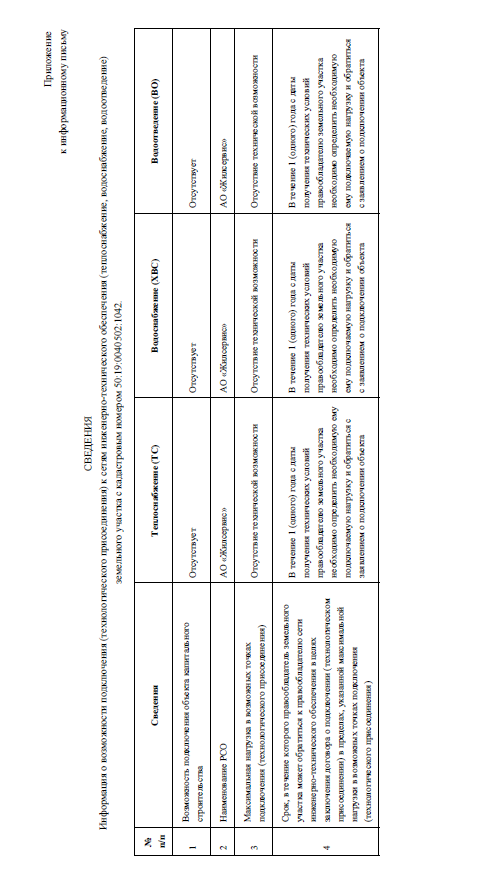 Приложение
к информационному письму
СВЕДЕНИЯ
Информация о возможности подключения (технологического присоединения) к сетям инженерно-технического обеспечения (теплоснабжение, водоснабжение, водоотведение)
земельного участка с кадастровым номером 50:19:0040502:1042.
№
п/п
Сведения
Теплоснабжение (ТС)
Водоснабжение (ХВС)
Водоотведение (ВО)
1
Возможность подключения объекта капитального
строительства
Отсутствует
Отсутствует
Отсутствует
2
Наименование РСО
АО «Жилсервис»
АО «Жилсервис»
АО «Жилсервис»
3
Максимальная нагрузка в возможных точках
подключения (технологического присоединения)
Отсутствие технической возможности
Отсутствие технической возможности
Отсутствие технической возможности
4
Срок, в течение которого правообладатель земельного
участка может обратиться к правообладателю сети
инженерно-технического обеспечения в целях
заключения договора о подключении (технологическом
присоединении) в пределах, указанной максимальной
нагрузки в возможных точках подключения
(технологического присоединения)
В течение 1 (одного) года с даты
получения технических условий
правообладателю земельного участка
необходимо определить необходимую ему
подключаемую нагрузку и обратиться с
заявлением о подключении объекта
В течение 1 (одного) года с даты
получения технических условий
правообладателю земельного участка
необходимо определить необходимую
ему подключаемую нагрузку и обратиться
с заявлением о подключении объекта
В течение 1 (одного) года с даты
получения технических условий
правообладателю земельного участка
необходимо определить необходимую
ему подключаемую нагрузку и обратиться
с заявлением о подключении объекта